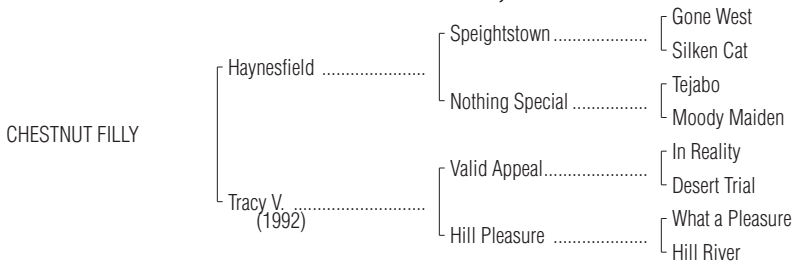 Gone West
Speightstown ....................
Silken Cat
Haynesfield ......................
Tejabo
Nothing Special ................
Moody Maiden
CHESTNUT FILLY
In Reality
Valid Appeal......................
Desert Trial
Tracy V. ............................
(1992)
What a Pleasure
Hill Pleasure ....................
Hill River